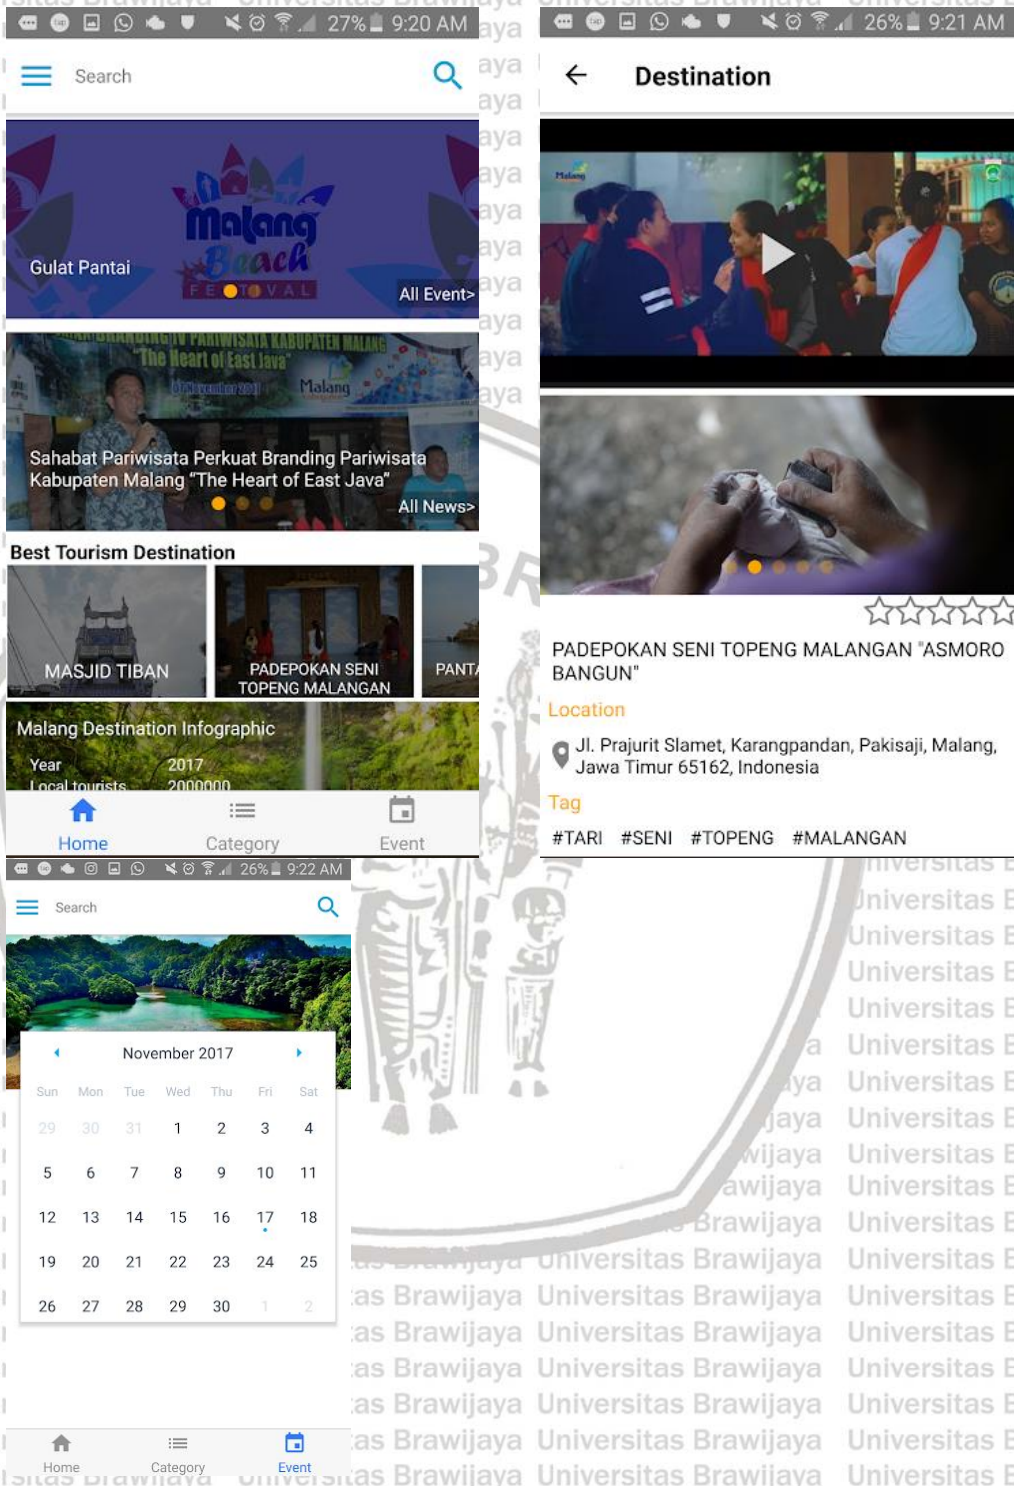 27% 9:20 AM
Search
Malang
Beach
FESTIVAL
Gulat Pantai
All Event>
"The Heart of East Java"
Malang
Sahabat Pariwisata Perkuat Branding Pariwisata
Kabupaten Malang “The Heart of East Java”
All News>
Best Tourism Destination
MASJID TIBAN
PADEPOKAN SENI
TOPENG MALANGAN
PANTA
Malang Destination Infographic
Year 2017
Local tourists 2000000
Home Category Event
26% 9:21 AM
Destination
Malang
PADEPOKAN SENI TOPENG MALANGAN "ASMORO
BANGUN"
Location
Jl. Prajurit Slamet, Karangpandan, Pakisaji, Malang,
Jawa Timur 65162, Indonesia
Tag
#TARI #SENI #TOPENG #MALANGAN
26% 9:22 AM
Search
November 2017
Sun Mon Tue Wed Thu Fri Sat
29 30 31 1 2 3 4
5 6 7 8 9 10 11
12 13 14 15 16 17 18
19 20 21 22 23 24 25
26 27 28 29 30 1 2
Home Category Event
Universitas Brawijaya